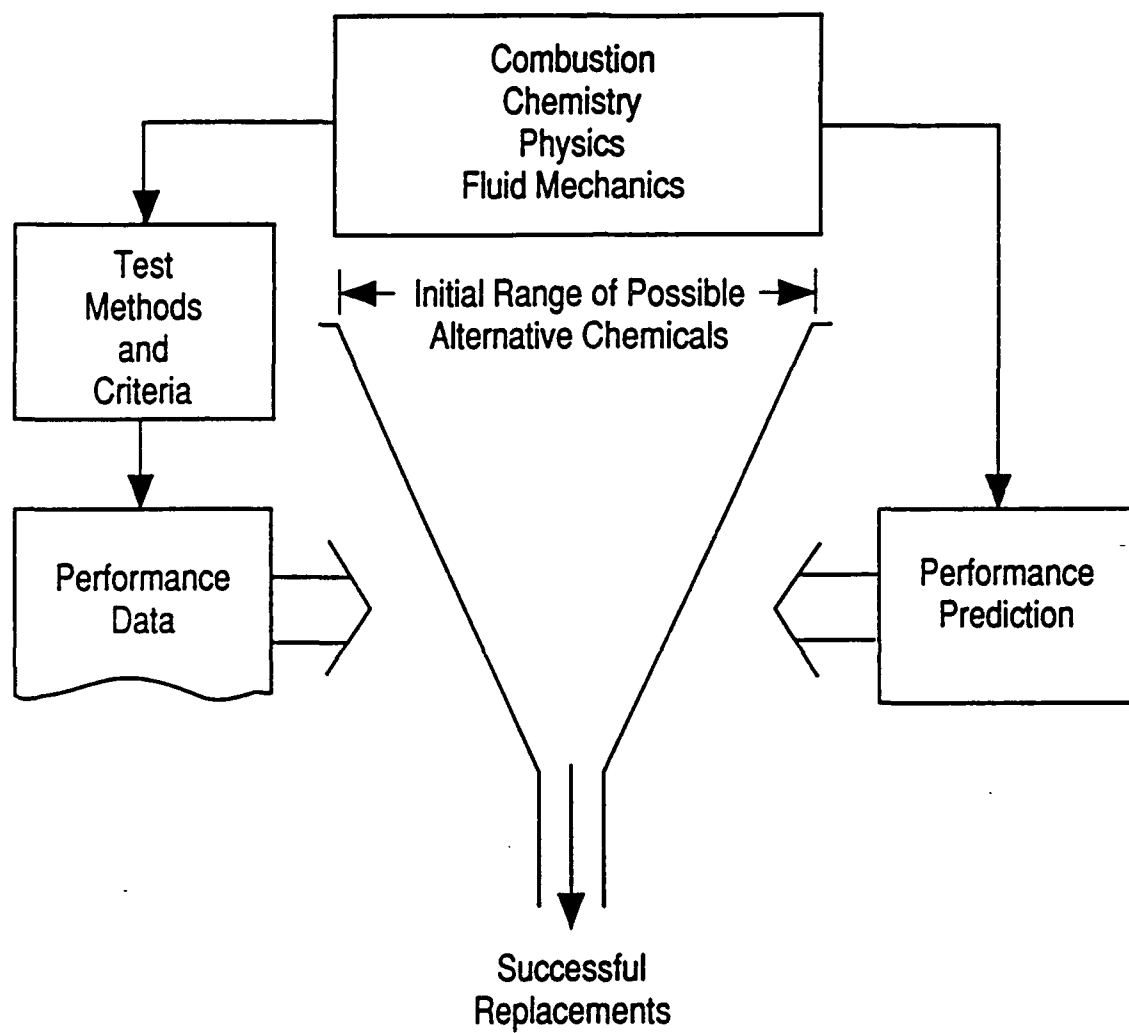 Combustion
Chemistry
Physics
Fluid Mechanics
Test
Methods
and
Criteria
Initial Range of Possible
Alternative Chemicals
Performance
Data
Performance
Prediction
Successful
Replacements